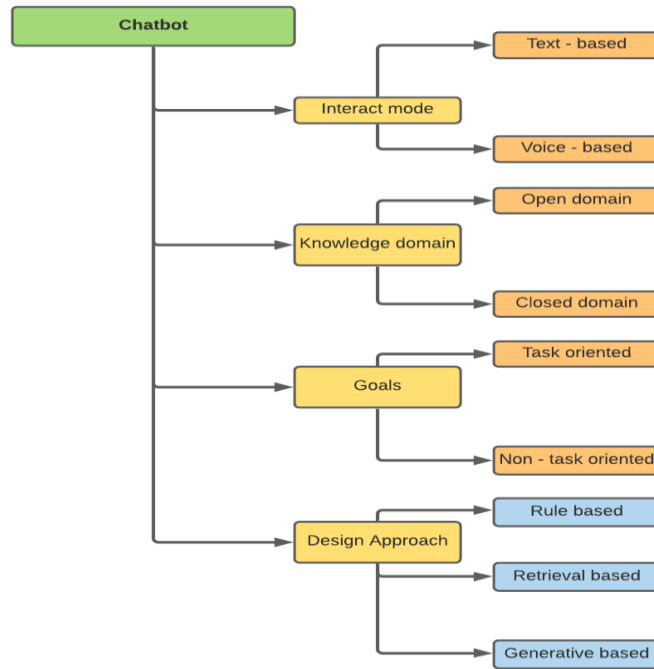 Chatbot
Interact mode
Text - based
Voice - based
Knowledge domain
Open domain
Closed domain
Goals
Task oriented
Non - task oriented
Design Approach
Rule based
Retrieval based
Generative based